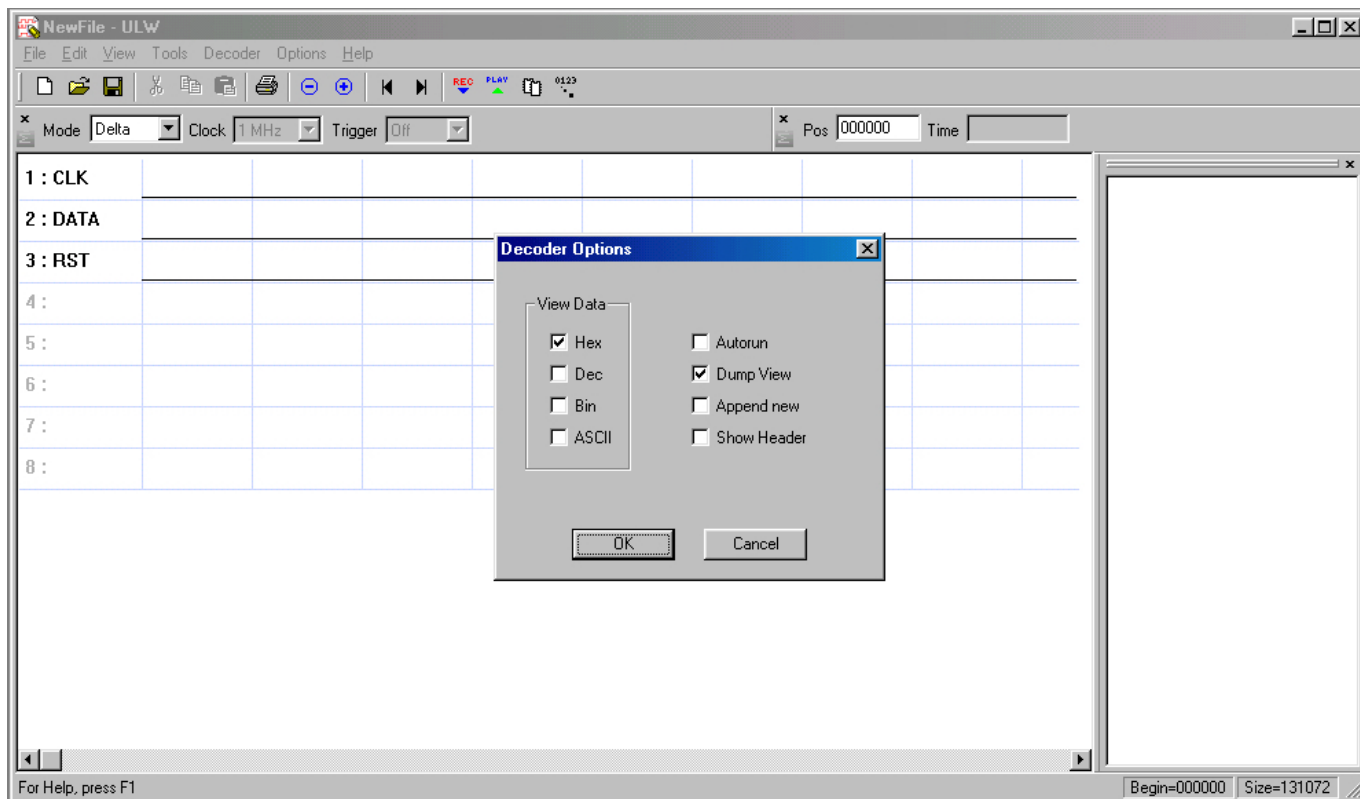 NewFile - ULW
File Edit View Tools Decoder Options Help
REC PLAY 0123
Mode Delta Clock 1 MHz Trigger Off Pos 000000 Time
1 : CLK
2 : DATA
3 : RST
4 :
5 :
6 :
7 :
8 :
Decoder Options
View Data
Hex Autorun
Dec Dump View
Bin Append new
ASCII Show Header
OK Cancel
For Help, press F1 Begin=000000 Size=131072